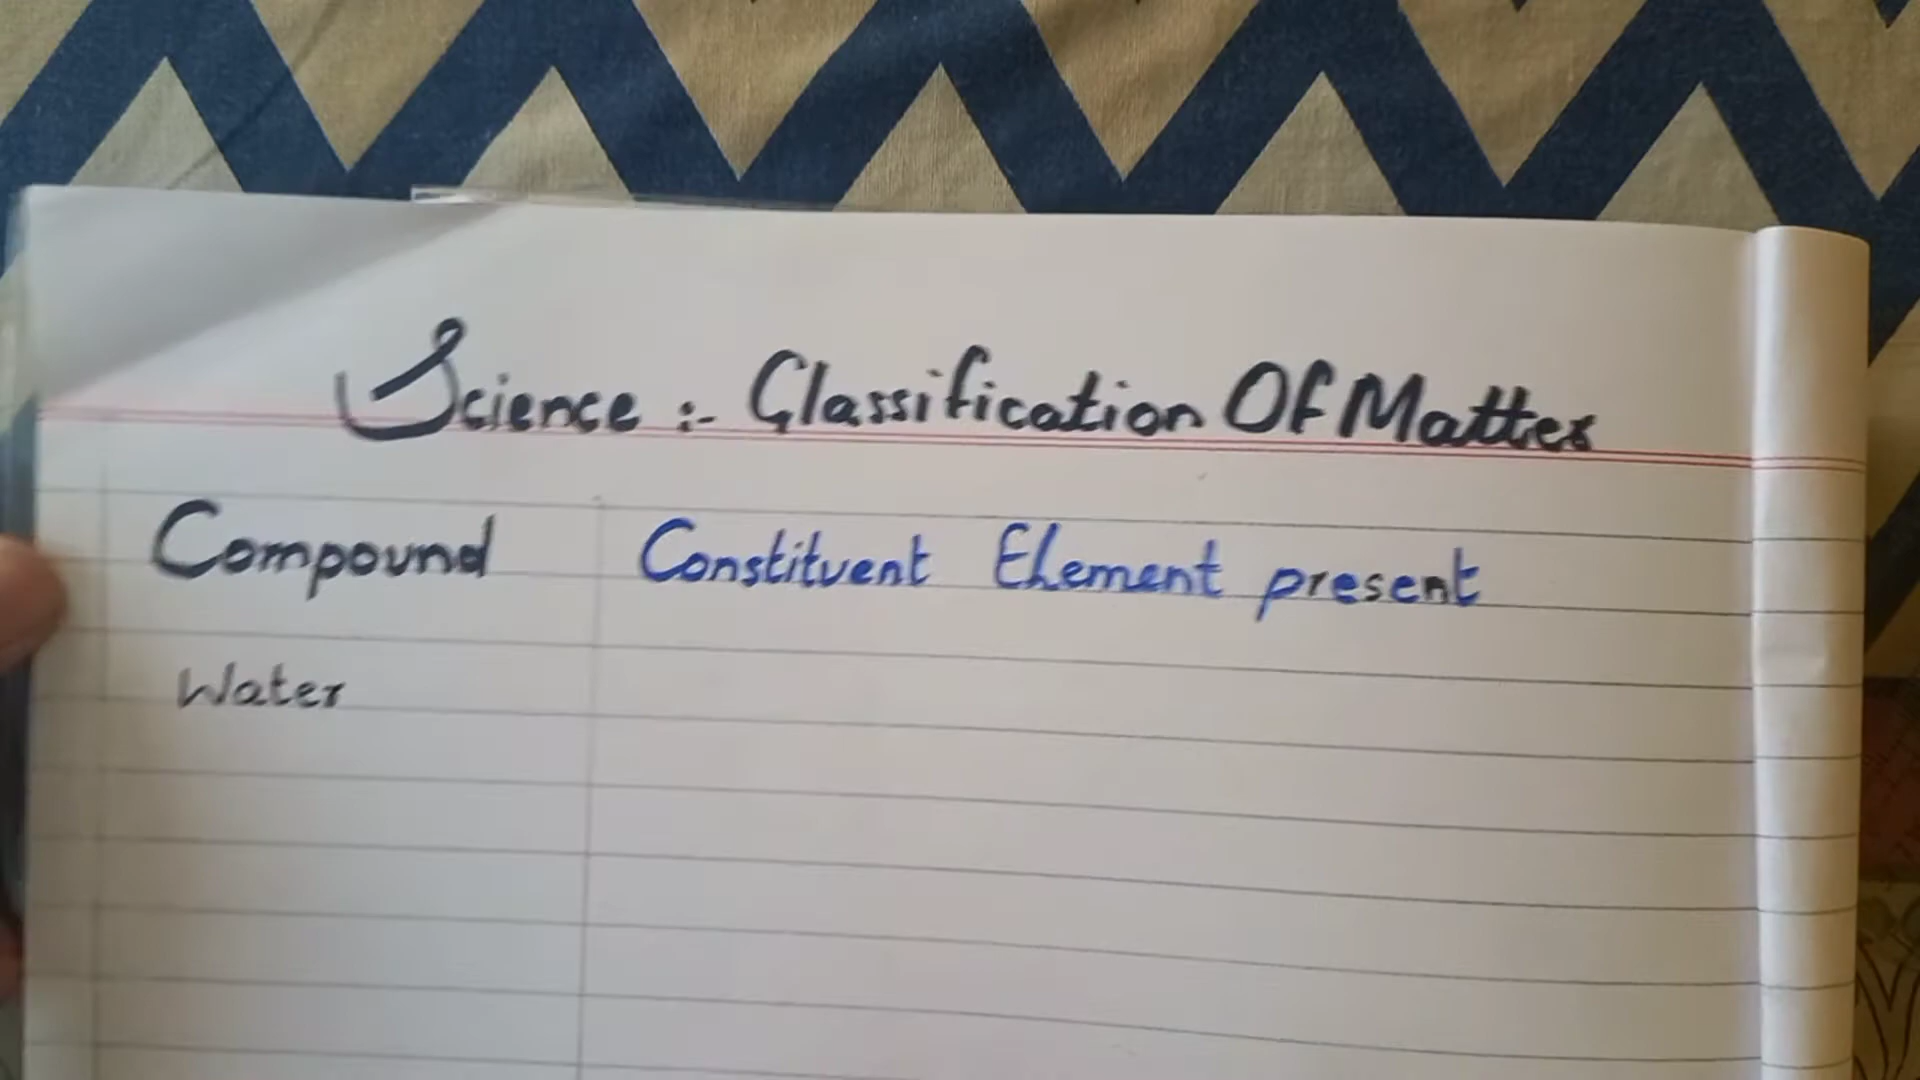 Science :- Classification Of Matter
Compound Constituent Element present
Water